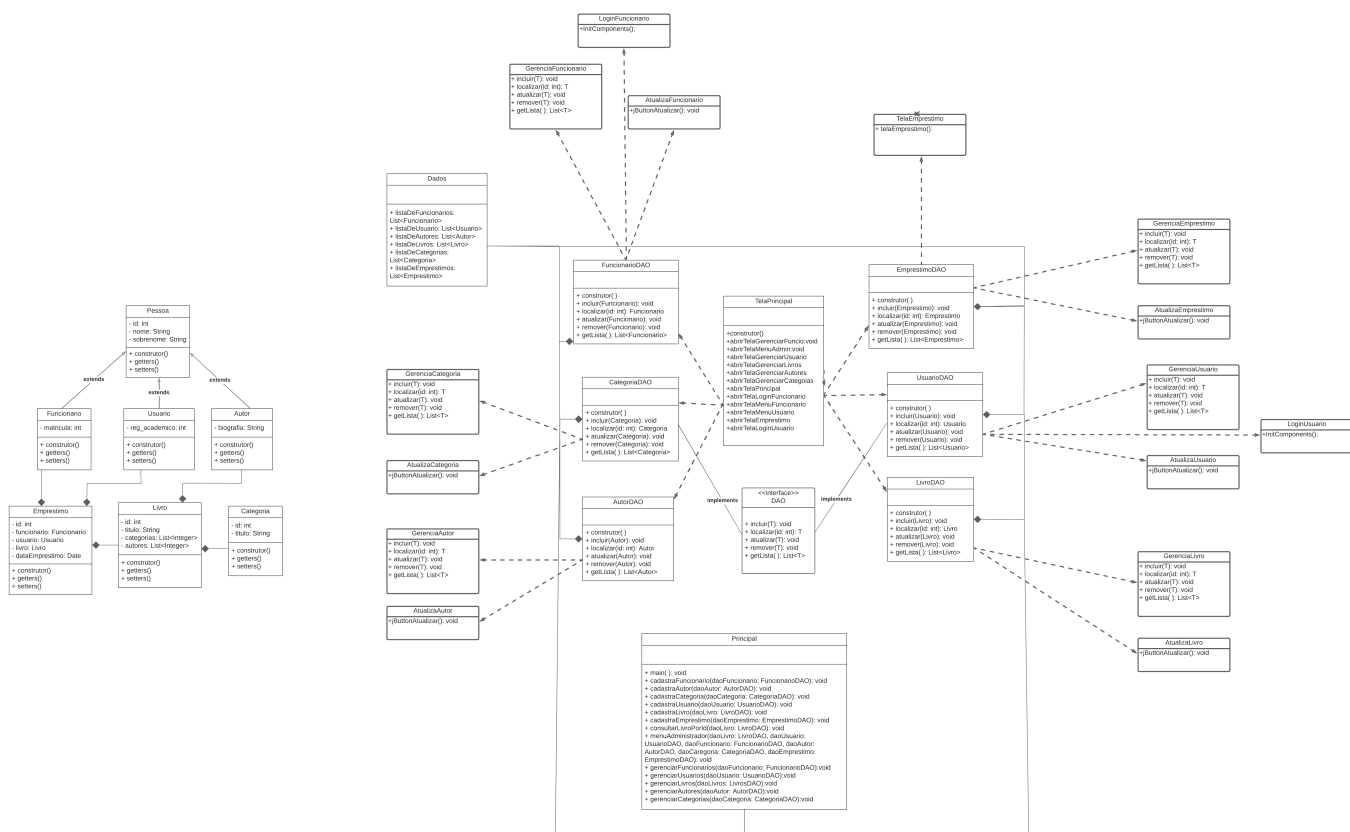 LoginFuncionario
+InitComponents();
GerenciaFuncionario
+ incluir(T): void
+ localizar(id: int): T
+ atualizar(T): void
+ remover(T): void
+ getLista( ): List<T>
AtualizaFuncionario
+jButtonAtualizar(): void
TelaEmprestimo
+ telaEmprestimo():
Dados
+ listaDeFuncionarios:
List<Funcionario>
+ listaDeUsuario: List<Usuario>
+ listaDeAutores: List<Autor>
+ listaDeLivros: List<Livro>
+ listaDeCategorias:
List<Categoria>
+ listaDeEmprestimos:
List<Emprestimo>
GerenciaEmprestimo
+ incluir(T): void
+ localizar(id: int): T
+ atualizar(T): void
+ remover(T): void
+ getLista( ): List<T>
FuncionarioDAO
+ construtor( )
+ incluir(Funcionario): void
+ localizar(id: int): Funcionario
+ atualizar(Funcionario): void
+ remover(Funcionario): void
+ getLista( ): List<Funcionario>
EmprestimoDAO
+ construtor( )
+ incluir(Emprestimo): void
+ localizar(id: int): Emprestimo
+ atualizar(Emprestimo): void
+ remover(Emprestimo): void
+ getLista( ): List<Emprestimo>
TelaPrincipal
+construtor()
+abrirTelaGerenciarFuncio:void
+abrirTelaMenuAdmin:void
+abrirTelaGerenciarUsuario
+abrirTelaGerenciarLivros
+abrirTelaGerenciarAutores
+abrirTelaGerenciarCategoias
+abrirTelaPrincipal
+abrirTelaLoginFuncionario
+abrirTelaMenuFuncionario
+abrirTelaMenuUsuario
+abrirTelaEmprestimo
+abrirTelaLoginUsuario
AtualizaEmprestimo
+jButtonAtualizar(): void
Pessoa
- id: int
- nome: String
- sobrenome: String
+ construtor()
+ getters()
+ setters()
extends
extends
extends
Funcionario
- matricula: int
+ construtor()
+ getters()
+ setters()
Usuario
- reg_academico: int
+ construtor()
+ getters()
+ setters()
Autor
- biografia: String
+ construtor()
+ getters()
+ setters()
GerenciaCategoria
+ incluir(T): void
+ localizar(id: int): T
+ atualizar(T): void
+ remover(T): void
+ getLista( ): List<T>
CategoriaDAO
+ construtor( )
+ incluir(Categoria): void
+ localizar(id: int): Categoria
+ atualizar(Categoria): void
+ remover(Categoria): void
+ getLista( ): List<Categoria>
UsuarioDAO
+ construtor( )
+ incluir(Usuario): void
+ localizar(id: int): Usuario
+ atualizar(Usuario): void
+ remover(Usuario): void
+ getLista( ): List<Usuario>
GerenciaUsuario
+ incluir(T): void
+ localizar(id: int): T
+ atualizar(T): void
+ remover(T): void
+ getLista( ): List<T>
LoginUsuario
+InitComponents();
AtualizaCategoria
+jButtonAtualizar(): void
AtualizaUsuario
+jButtonAtualizar(): void
implements
implements
<<interface>>
DAO
+ incluir(T): void
+ localizar(id: int): T
+ atualizar(T): void
+ remover(T): void
+ getLista( ): List<T>
LivroDAO
+ construtor( )
+ incluir(Livro): void
+ localizar(id: int): Livro
+ atualizar(Livro): void
+ remover(Livro): void
+ getLista( ): List<Livro>
AutorDAO
+ construtor( )
+ incluir(Autor): void
+ localizar(id: int): Autor
+ atualizar(Autor): void
+ remover(Autor): void
+ getLista( ): List<Autor>
Emprestimo
- id: int
- funcionario: Funcionario
- usuario: Usuario
- livro: Livro
- dataEmprestimo: Date
+ construtor()
+ getters()
+ setters()
Livro
- id: int
- titulo: String
- categorias: List<Integer>
- autores: List<Integer>
+ construtor()
+ getters()
+ setters()
Categoria
- id: int
- titulo: String
+ construtor()
+ getters()
+ setters()
GerenciaAutor
+ incluir(T): void
+ localizar(id: int): T
+ atualizar(T): void
+ remover(T): void
+ getLista( ): List<T>
GerenciaLivro
+ incluir(T): void
+ localizar(id: int): T
+ atualizar(T): void
+ remover(T): void
+ getLista( ): List<T>
AtualizaAutor
+jButtonAtualizar(): void
AtualizaLivro
+jButtonAtualizar(): void
Principal
+ main( ): void
+ cadastraFuncionario(daoFuncionario: FuncionarioDAO): void
+ cadastraAutor(daoAutor: AutorDAO): void
+ cadastraCategoria(daoCategoria: CategoriaDAO): void
+ cadastraUsuario(daoUsuario: UsuarioDAO): void
+ cadastraLivro(daoLivro: LivroDAO): void
+ cadastraEmprestimo(daoEmprestimo: EmprestimoDAO): void
+ consultarLivroPorId(daoLivro: LivroDAO): void
+ menuAdministrador(daoLivro: LivroDAO, daoUsuario:
UsuarioDAO, daoFuncionario: FuncionarioDAO, daoAutor:
AutorDAO, daoCaregoria: CategoriaDAO, daoEmprestimo:
EmprestimoDAO): void
+ gerenciarFuncionarios(daoFuncionario: FuncionarioDAO):void
+ gerenciarUsuarios(daoUsuario: UsuarioDAO):void
+ gerenciarLivros(daoLivros: LivrosDAO):void
+ gerenciarAutores(daoAutor: AutorDAO):void
+ gerenciarCategorias(daoCategoria: CategoriaDAO):void